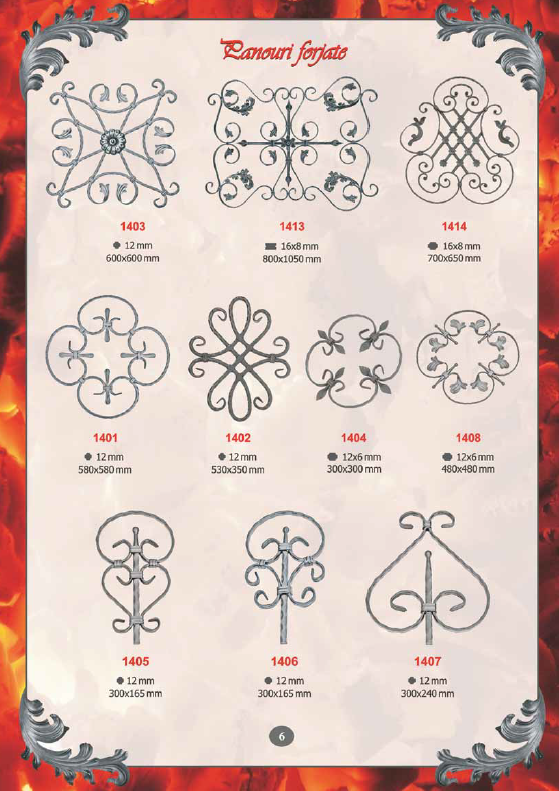 Panouri forjate
1403
12 mm
600x600 mm
1413
16x8 mm
800x1050 mm
1414
16x8 mm
700x650 mm
1401
12 mm
580x580 mm
1402
12 mm
530x350 mm
1404
12x6 mm
300x300 mm
1408
12x6 mm
480x480 mm
1405
12 mm
300x165 mm
1406
12 mm
300x165 mm
1407
12 mm
300x240 mm
6